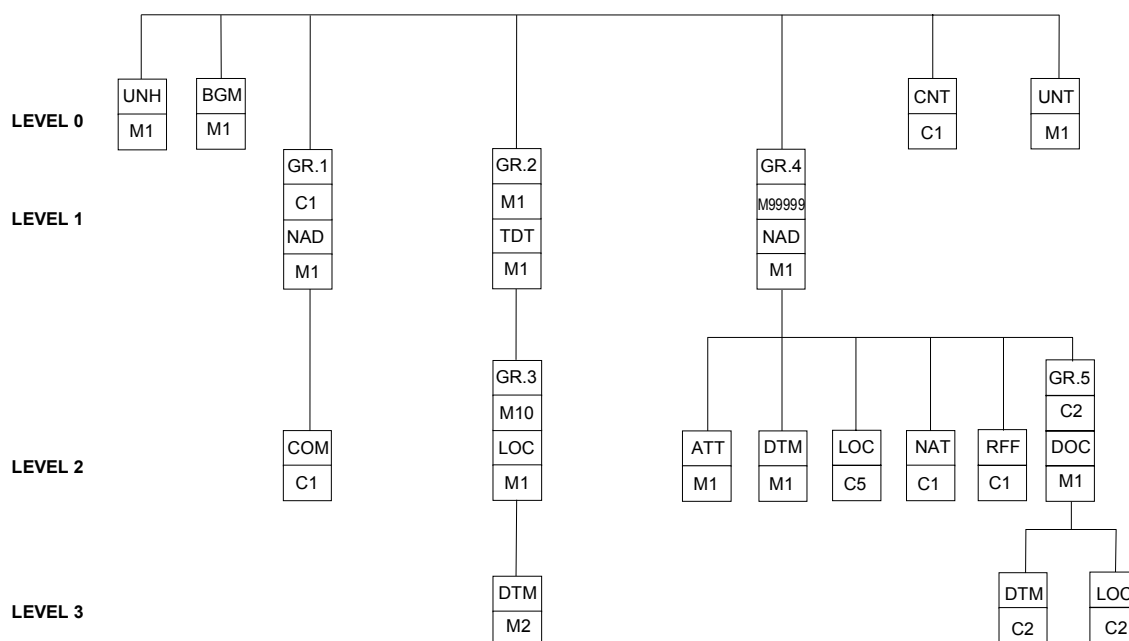 UNH
BGM
CNT
UNT
LEVEL 0
M1
M1
C1
M1
GR.1
GR.2
GR.4
LEVEL 1
C1
M1
M99999
NAD
TDT
NAD
M1
M1
M1
GR.3
GR.5
M10
C2
COM
LOC
ATT
DTM
LOC
NAT
RFF
DOC
LEVEL 2
C1
M1
M1
M1
C5
C1
C1
M1
DTM
DTM
LOC
LEVEL 3
M2
C2
C2